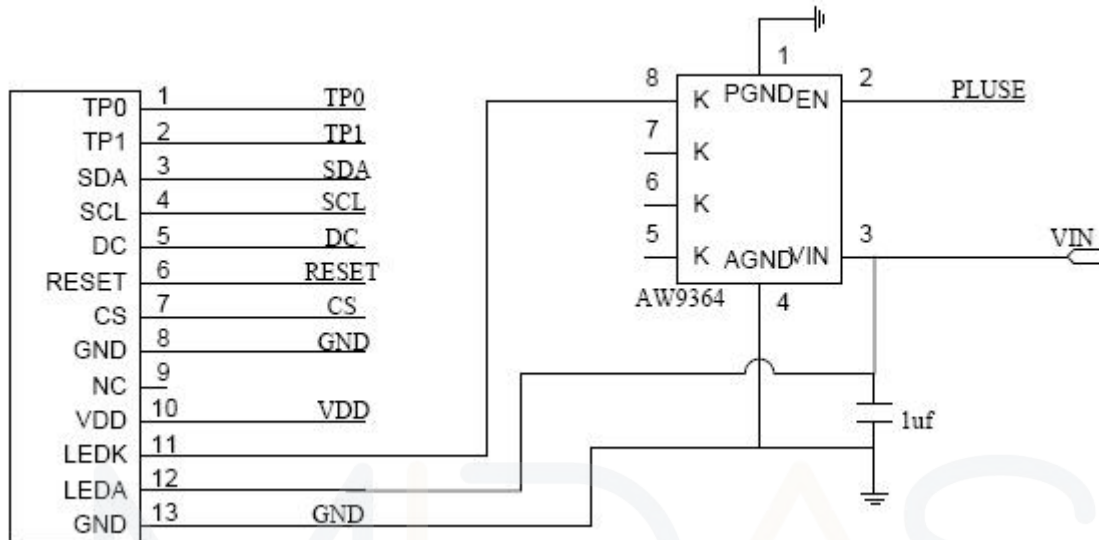 TP0 1 TP0
TP1 2 TP1
SDA 3 SDA
SCL 4 SCL
DC 5 DC
RESET 6 RESET
CS 7 CS
GND 8 GND
NC 9
VDD 10 VDD
LEDK 11
LEDA 12
GND 13 GND
1
8 K PGND EN 2 PLUSE
7 K
6 K
5 K AGND VIN 3 VIN
AW9364 4
1uf